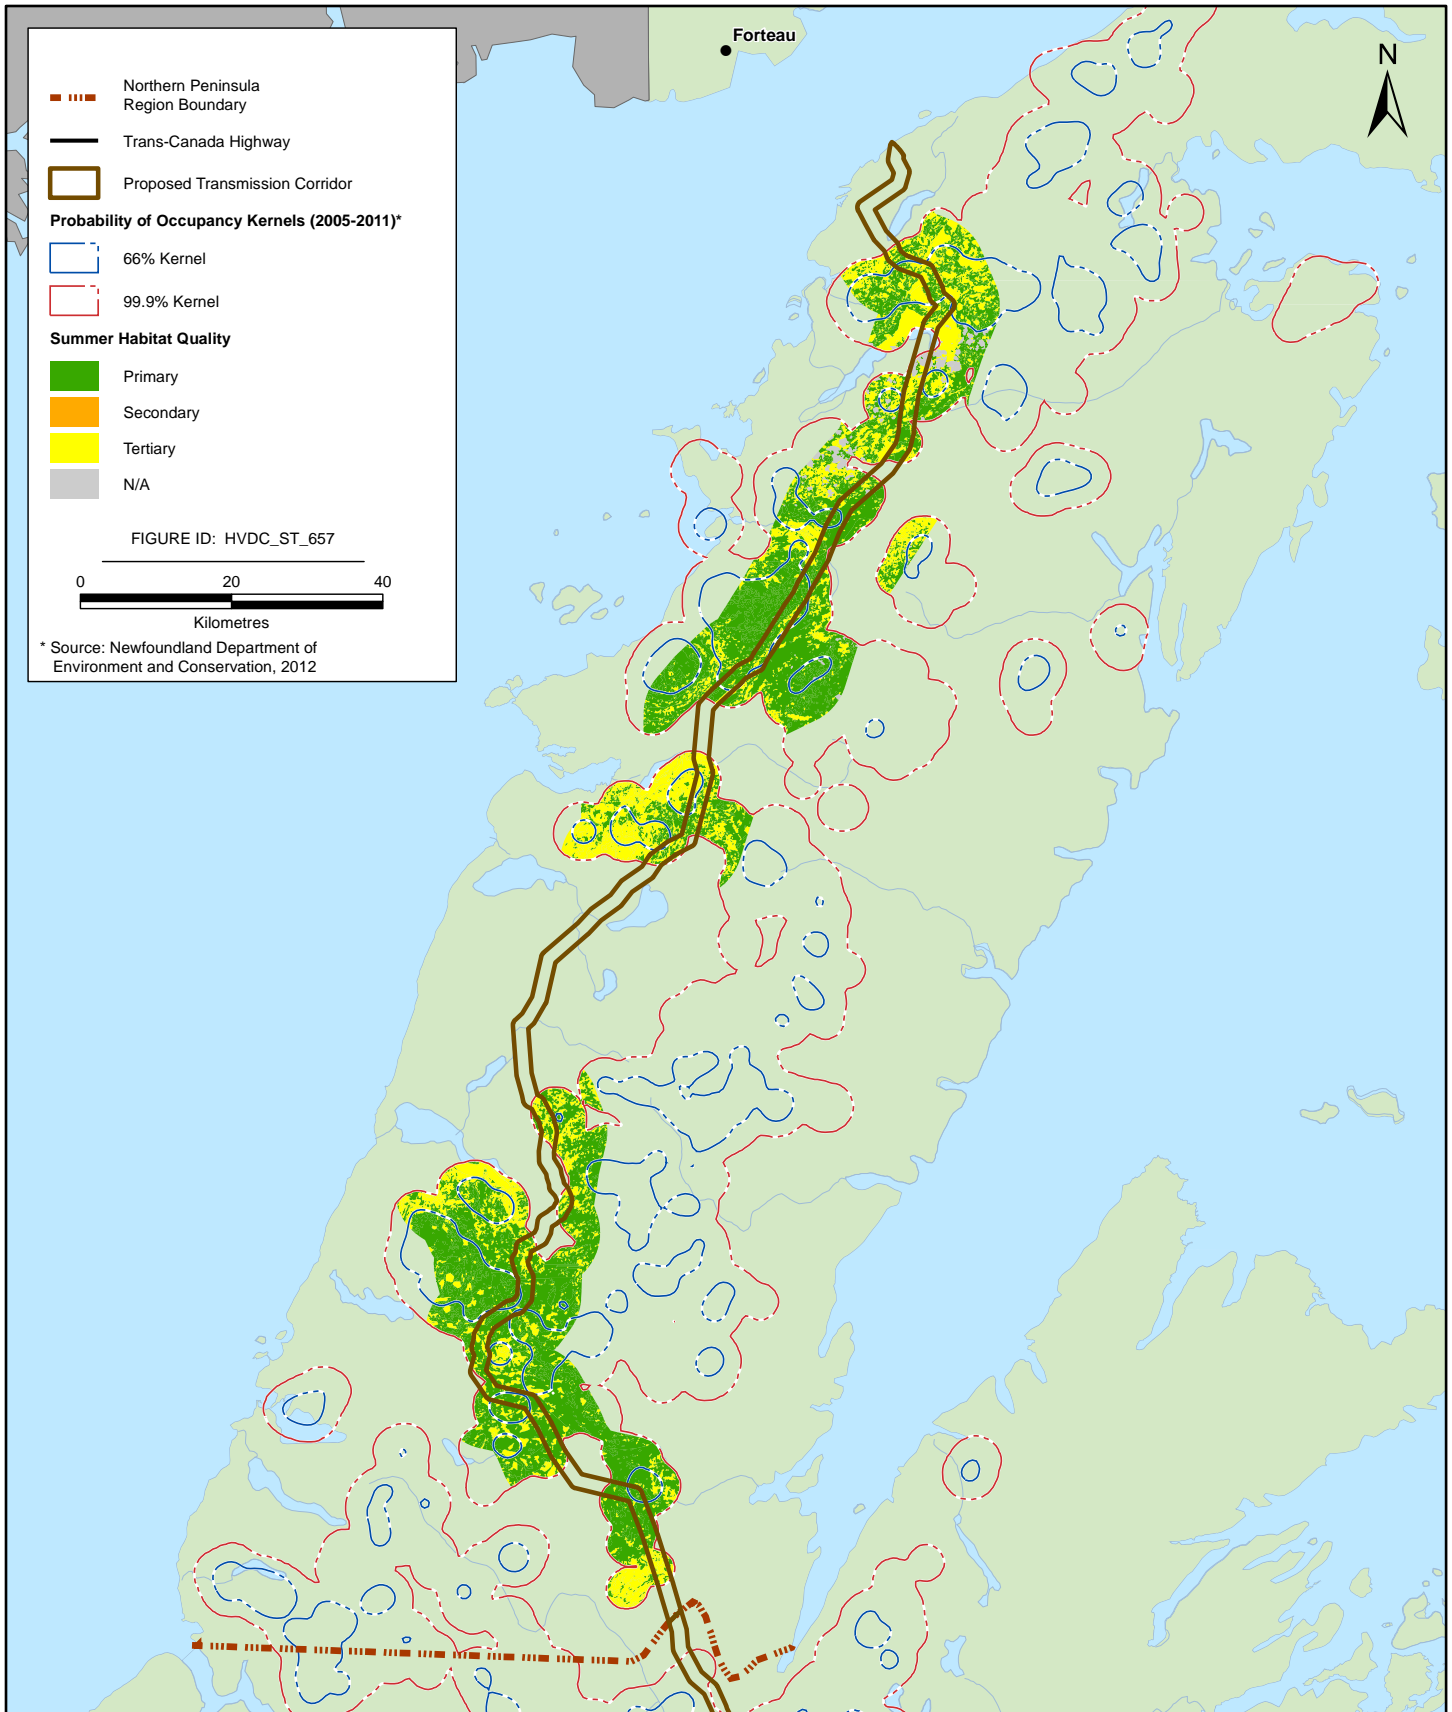 Forteau
N
Northern Peninsula
Region Boundary
Trans-Canada Highway
Proposed Transmission Corridor
Probability of Occupancy Kernels (2005-2011)*
66% Kernel
99.9% Kernel
Summer Habitat Quality
Primary
Secondary
Tertiary
N/A
FIGURE ID: HVDC_ST_657
0 20 40
Kilometres
* Source: Newfoundland Department of
Environment and Conservation, 2012